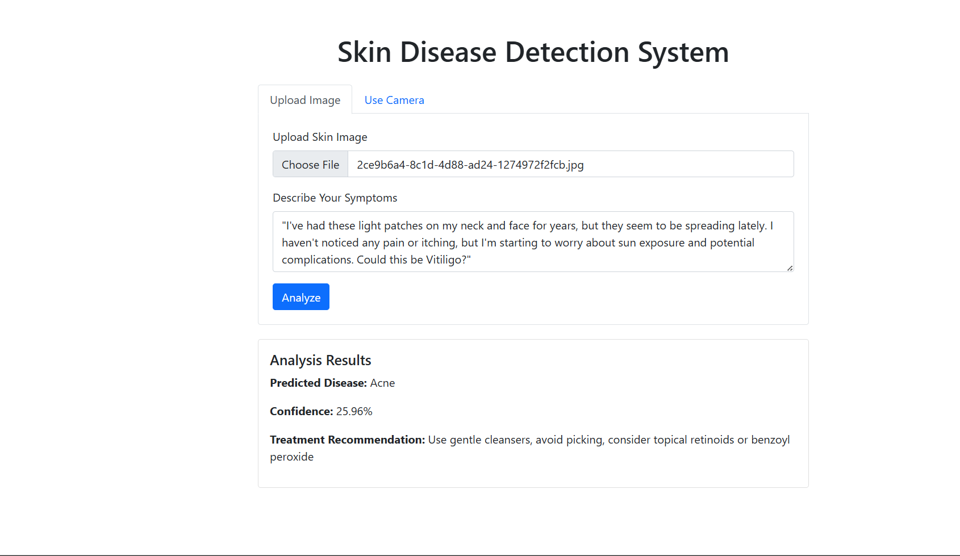 Skin Disease Detection System
Upload Image
Use Camera
Upload Skin Image
Choose File
2ce9b6a4-8c1d-4d88-ad24-1274972f2fcb.jpg
Describe Your Symptoms
"I've had these light patches on my neck and face for years, but they seem to be spreading lately. I
haven't noticed any pain or itching, but I'm starting to worry about sun exposure and potential
complications. Could this be Vitiligo?"
Analyze
Analysis Results
Predicted Disease: Acne
Confidence: 25.96%
Treatment Recommendation: Use gentle cleansers, avoid picking, consider topical retinoids or benzoyl
peroxide